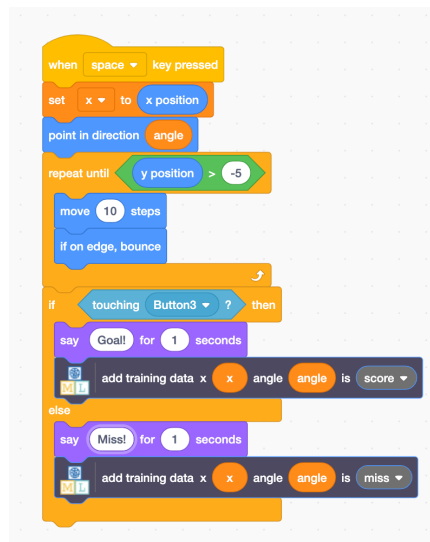 when space key pressed
set x to x position
point in direction angle
repeat until y position > -5
move 10 steps
if on edge, bounce
if touching Button3 ? then
say Goal! for 1 seconds
ML add training data x x angle angle is score
else
say Miss! for 1 seconds
ML add training data x x angle angle is miss